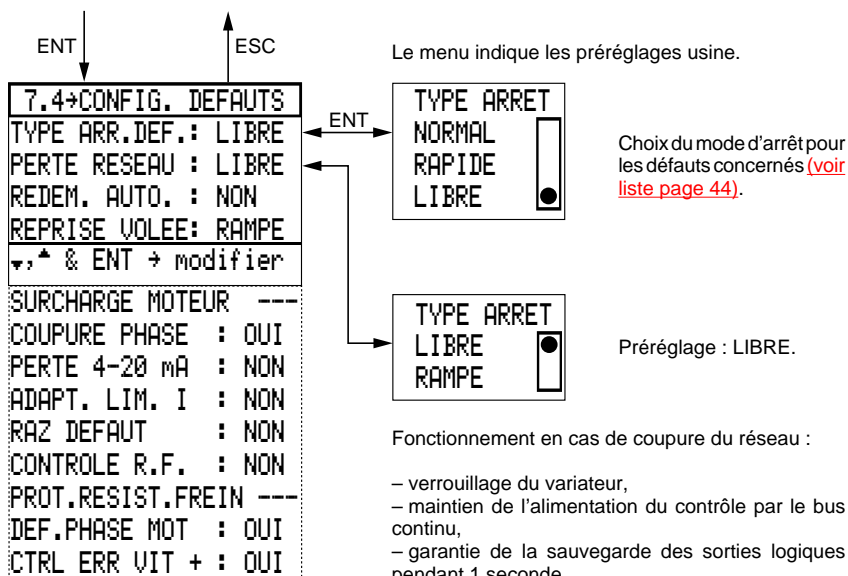 ENT
ESC
7.4→CONFIG. DEFAUTS
TYPE ARR.DEF.: LIBRE
PERTE RESEAU : LIBRE
REDEM. AUTO. : NON
REPRISE VOLEE: RAMPE
▾,▴ & ENT → modifier
SURCHARGE MOTEUR ---
COUPURE PHASE : OUI
PERTE 4-20 mA : NON
ADAPT. LIM. I : NON
RAZ DEFAUT : NON
CONTROLE R.F. : NON
PROT.RESIST.FREIN ---
DEF.PHASE MOT : OUI
CTRL ERR VIT + : OUI
Le menu indique les préréglages usine.
ENT
TYPE ARRET
NORMAL
RAPIDE
LIBRE
Choix du mode d'arrêt pour
les défauts concernés (voir
liste page 44).
TYPE ARRET
LIBRE
RAMPE
Préréglage : LIBRE.
Fonctionnement en cas de coupure du réseau :
– verrouillage du variateur,
– maintien de l'alimentation du contrôle par le bus
continu,
– garantie de la sauvegarde des sorties logiques
pendant 1 seconde